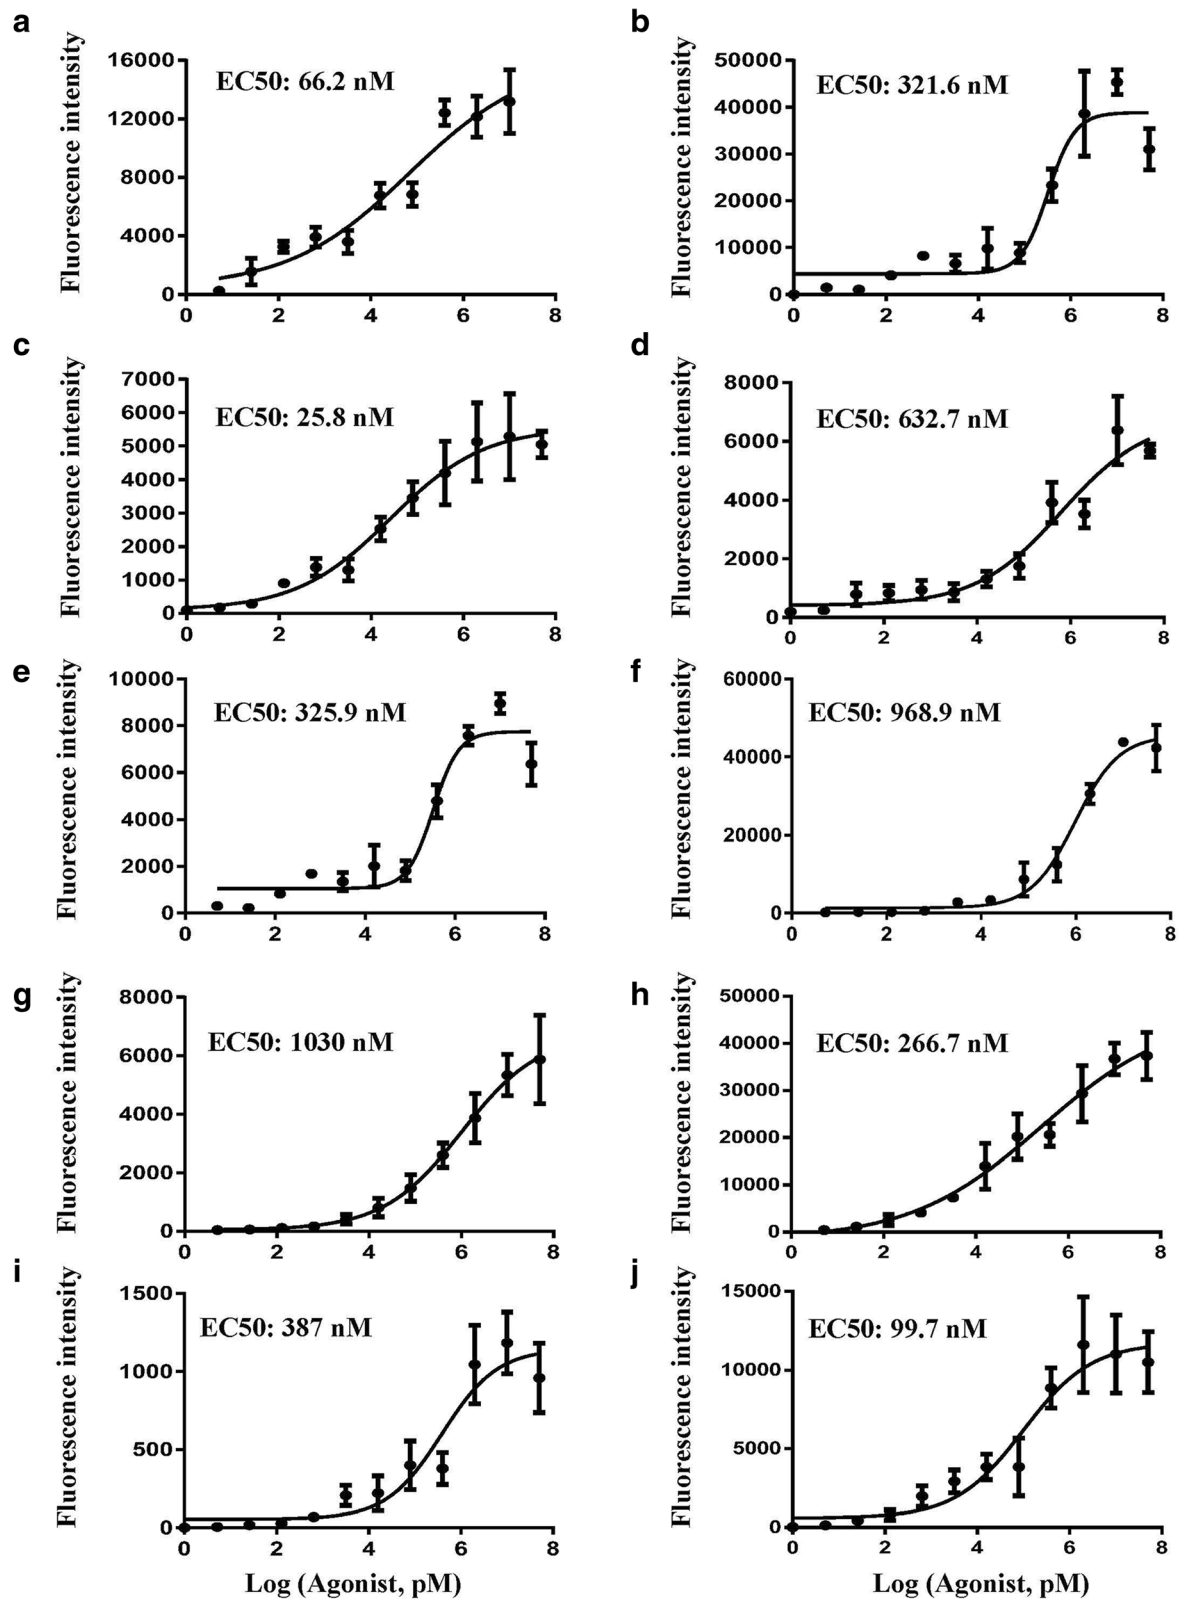 a
Fluorescence intensity
16000
12000
8000
4000
0
EC50: 66.2 nM
0 2 4 6 8
b
Fluorescence intensity
50000
40000
30000
20000
10000
0
EC50: 321.6 nM
0 2 4 6 8
c
Fluorescence intensity
7000
6000
5000
4000
3000
2000
1000
0
EC50: 25.8 nM
0 2 4 6 8
d
Fluorescence intensity
8000
6000
4000
2000
0
EC50: 632.7 nM
0 2 4 6 8
e
Fluorescence intensity
10000
8000
6000
4000
2000
0
EC50: 325.9 nM
0 2 4 6 8
f
Fluorescence intensity
60000
40000
20000
0
EC50: 968.9 nM
0 2 4 6 8
g
Fluorescence intensity
8000
6000
4000
2000
0
EC50: 1030 nM
0 2 4 6 8
h
Fluorescence intensity
50000
40000
30000
20000
10000
0
EC50: 266.7 nM
0 2 4 6 8
i
Fluorescence intensity
1500
1000
500
0
EC50: 387 nM
0 2 4 6 8
Log (Agonist, pM)
j
Fluorescence intensity
15000
10000
5000
0
EC50: 99.7 nM
0 2 4 6 8
Log (Agonist, pM)